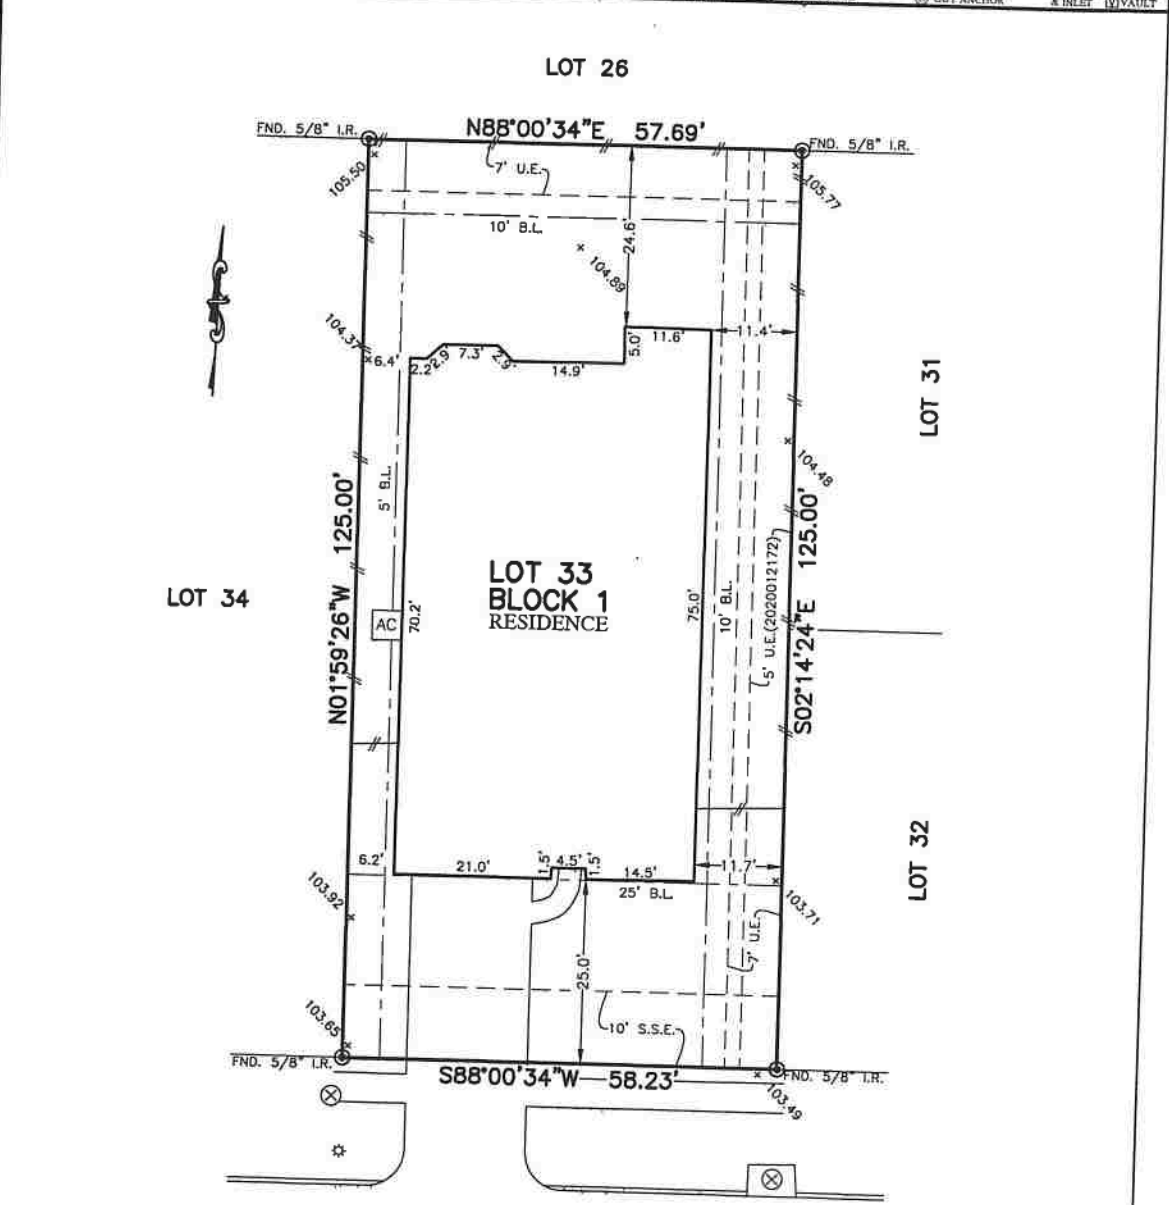 GUY ANCHOR & INLET (V) VAULT
LOT 26
FND. 5/8" I.R.
N88°00'34"E 57.69'
FND. 5/8" I.R.
105.50
7' U.E.
105.77
10' B.L.
24.6'
104.89
104.37
6.4'
2.2'
2.9'
7.3'
2.9'
14.9'
5.0'
11.6'
11.4'
LOT 31
104.48
5' B.L.
N01°59'26"W 125.00'
LOT 34
AC
70.2'
LOT 33
BLOCK 1
RESIDENCE
75.0'
10' B.L.
5' U.E.(2020012172)
S02°14'24"E 125.00'
LOT 32
6.2'
21.0'
1.5'
4.5'
1.5'
14.5'
11.7'
25' B.L.
103.92
103.71
7' U.E.
25.0'
103.65
10' S.S.E.
FND. 5/8" I.R.
S88°00'34"W 58.23'
FND. 5/8" I.R.
103.49